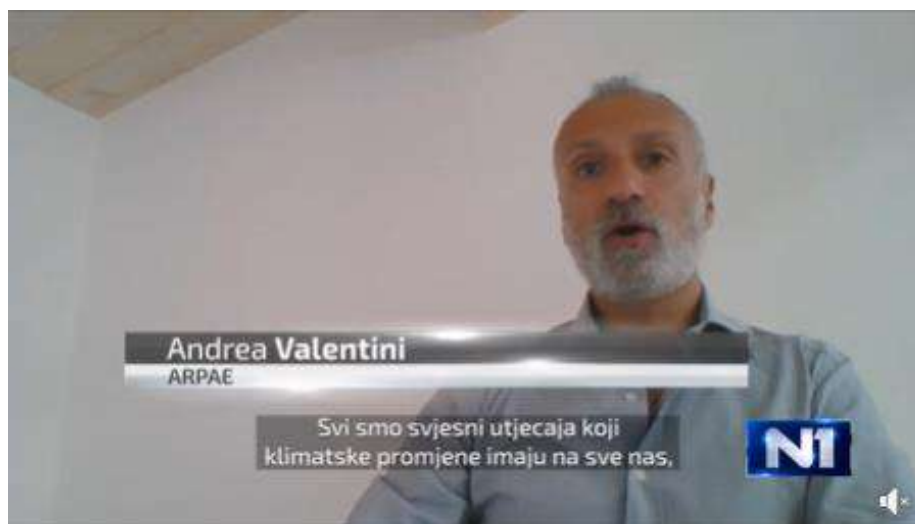 Andrea Valentini
ARPAE
Svi smo svjesni utjecaja koji
klimatske promjene imaju na sve nas,
N1